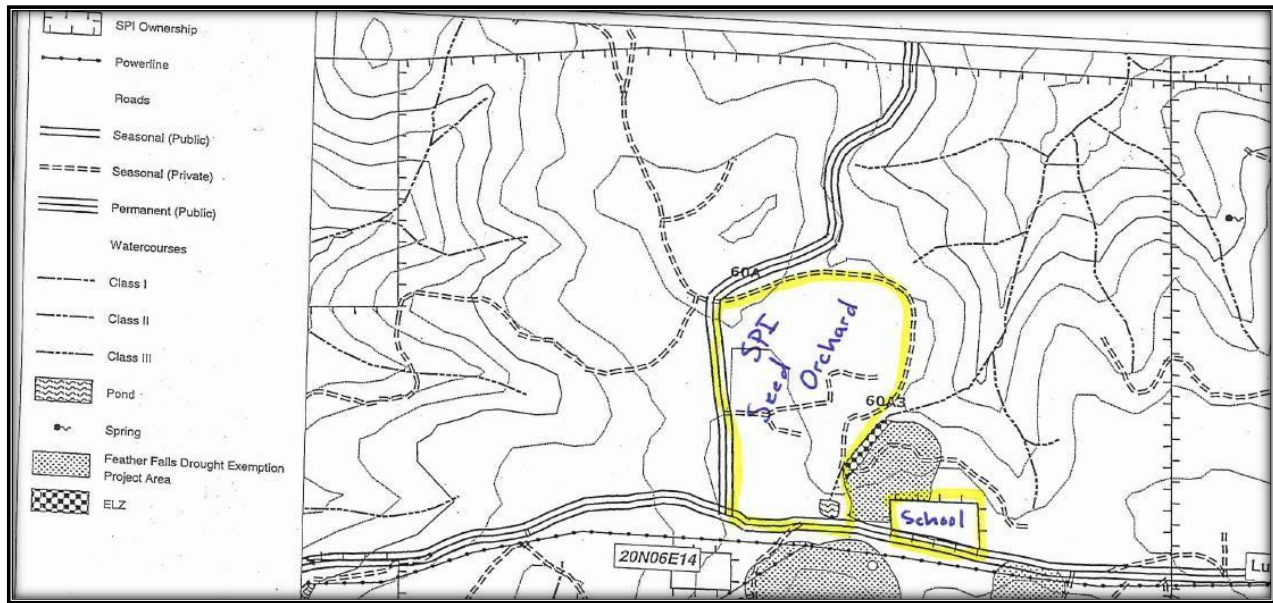 SPI Ownership
Powerline
Roads
Seasonal (Public)
Seasonal (Private)
Permanent (Public)
Watercourses
Class I
Class II
Class III
Pond
Spring
Feather Falls Drought Exemption
Project Area
ELZ
60A
SPI
Seed Orchard
60A3
School
20N06E14
Lu